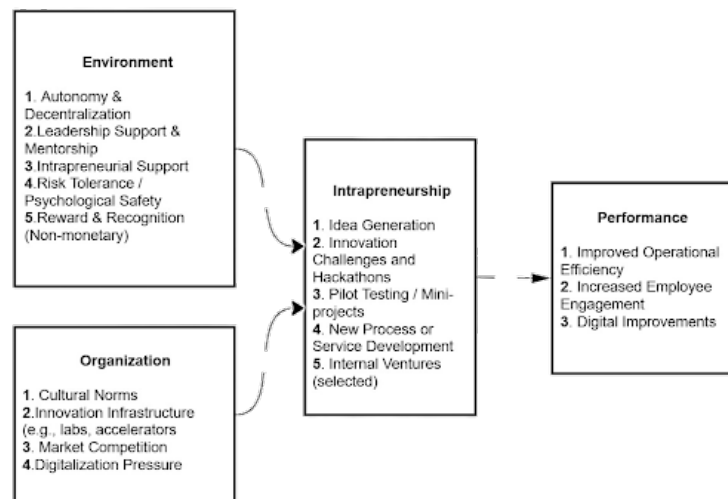 Environment
1. Autonomy &
Decentralization
2.Leadership Support &
Mentorship
3.Intrapreneurial Support
4.Risk Tolerance /
Psychological Safety
5.Reward & Recognition
(Non-monetary)
Organization
1. Cultural Norms
2.Innovation Infrastructure
(e.g., labs, accelerators
3. Market Competition
4.Digitalization Pressure
Intrapreneurship
1. Idea Generation
2. Innovation
Challenges and
Hackathons
3. Pilot Testing / Mini-
projects
4. New Process or
Service Development
5. Internal Ventures
(selected)
Performance
1. Improved Operational
Efficiency
2. Increased Employee
Engagement
3. Digital Improvements